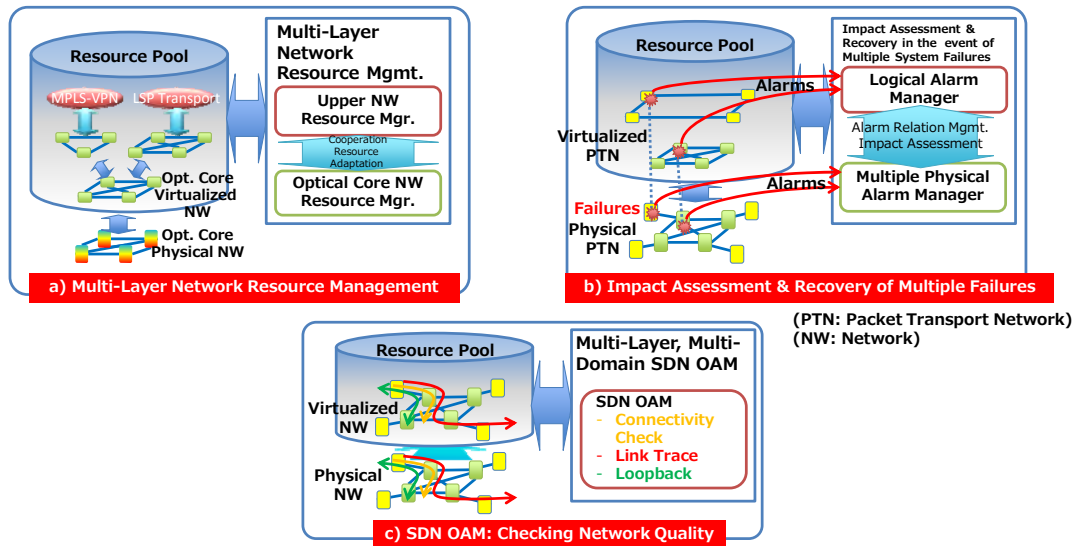 Resource Pool
MPLS-VPN
LSP Transport
Opt. Core
Virtualized
NW
Opt. Core
Physical NW
Multi-Layer
Network
Resource Mgmt.
Upper NW
Resource Mgr.
Cooperation
Resource
Adaptation
Optical Core NW
Resource Mgr.
a) Multi-Layer Network Resource Management
Resource Pool
Alarms
Virtualized
PTN
Failures
Physical
PTN
Alarms
Impact Assessment &
Recovery in the event of
Multiple System Failures
Logical Alarm
Manager
Alarm Relation Mgmt.
Impact Assessment
Multiple Physical
Alarm Manager
b) Impact Assessment & Recovery of Multiple Failures
(PTN: Packet Transport Network)
(NW: Network)
Resource Pool
Virtualized
NW
Physical
NW
Multi-Layer, Multi-
Domain SDN OAM
SDN OAM
- Connectivity
Check
- Link Trace
- Loopback
c) SDN OAM: Checking Network Quality